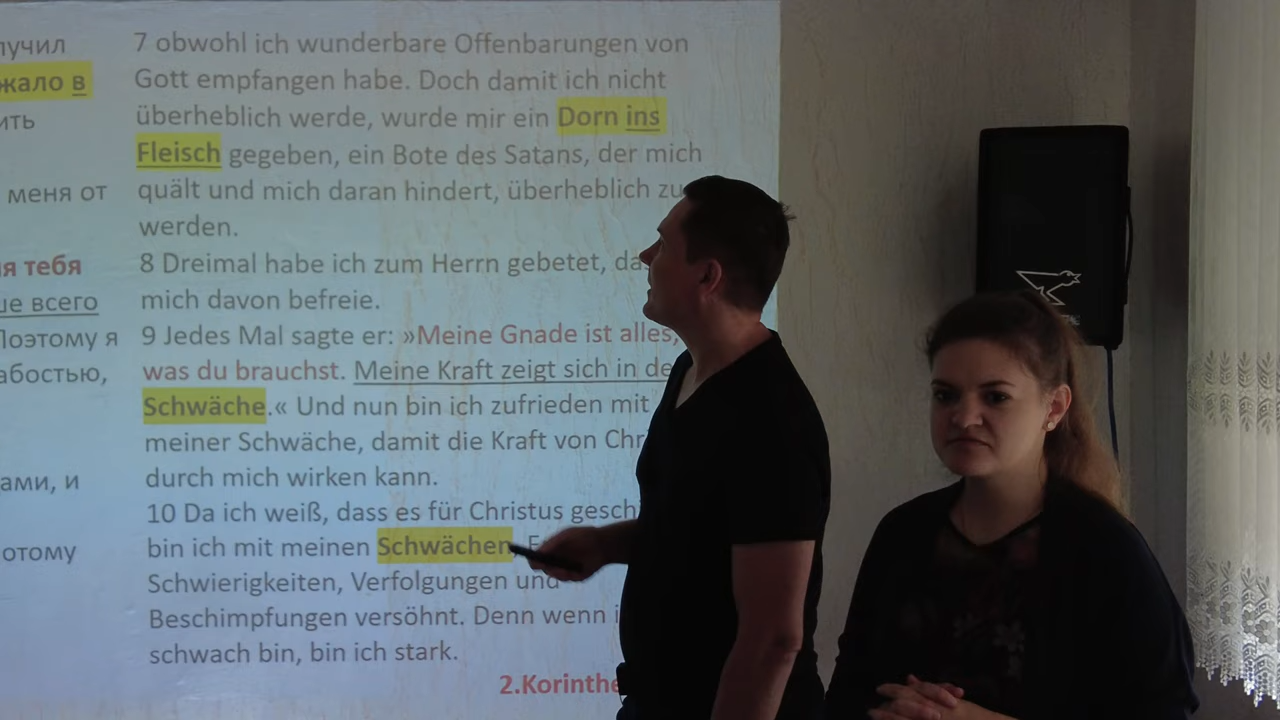 лучил
жало в
ить
меня от
тебя
ше всего
Поэтому я
абостью,
ами, и
отому
7 obwohl ich wunderbare Offenbarungen von
Gott empfangen habe. Doch damit ich nicht
überheblich werde, wurde mir ein Dorn ins
Fleisch gegeben, ein Bote des Satans, der mich
quält und mich daran hindert, überheblich zu
werden.
8 Dreimal habe ich zum Herrn gebetet, da
mich davon befreie.
9 Jedes Mal sagte er: »Meine Gnade ist alles,
was du brauchst. Meine Kraft zeigt sich in de
Schwäche.« Und nun bin ich zufrieden mit
meiner Schwäche, damit die Kraft von Chr
durch mich wirken kann.
10 Da ich weiß, dass es für Christus gesch
bin ich mit meinen Schwächen,
Schwierigkeiten, Verfolgungen und
Beschimpfungen versöhnt. Denn wenn i
schwach bin, bin ich stark.
2.Korinthe